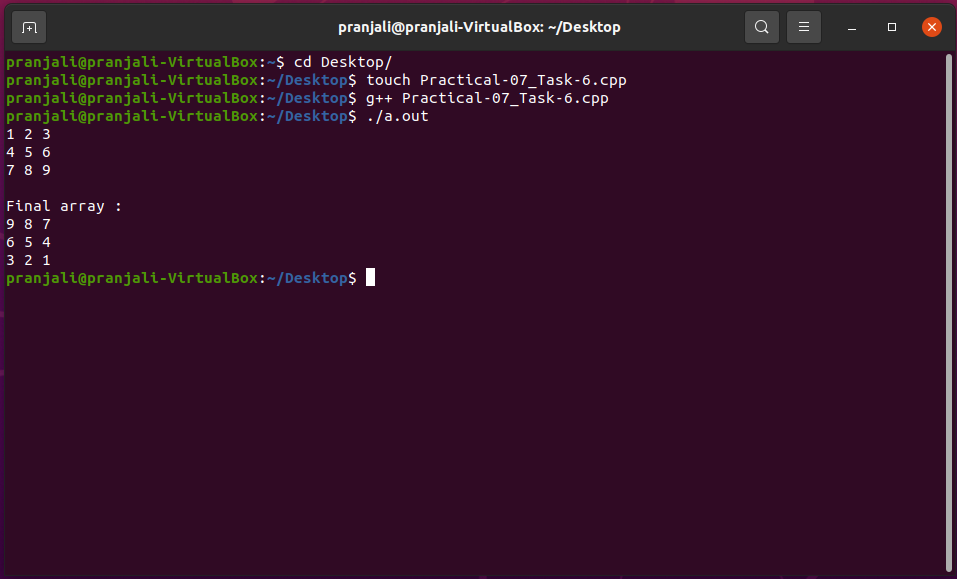 pranjali@pranjali-VirtualBox: ~/Desktop
pranjali@pranjali-VirtualBox:~$ cd Desktop/
pranjali@pranjali-VirtualBox:~/Desktop$ touch Practical-07_Task-6.cpp
pranjali@pranjali-VirtualBox:~/Desktop$ g++ Practical-07_Task-6.cpp
pranjali@pranjali-VirtualBox:~/Desktop$ ./a.out
1 2 3
4 5 6
7 8 9
Final array :
9 8 7
6 5 4
3 2 1
pranjali@pranjali-VirtualBox:~/Desktop$